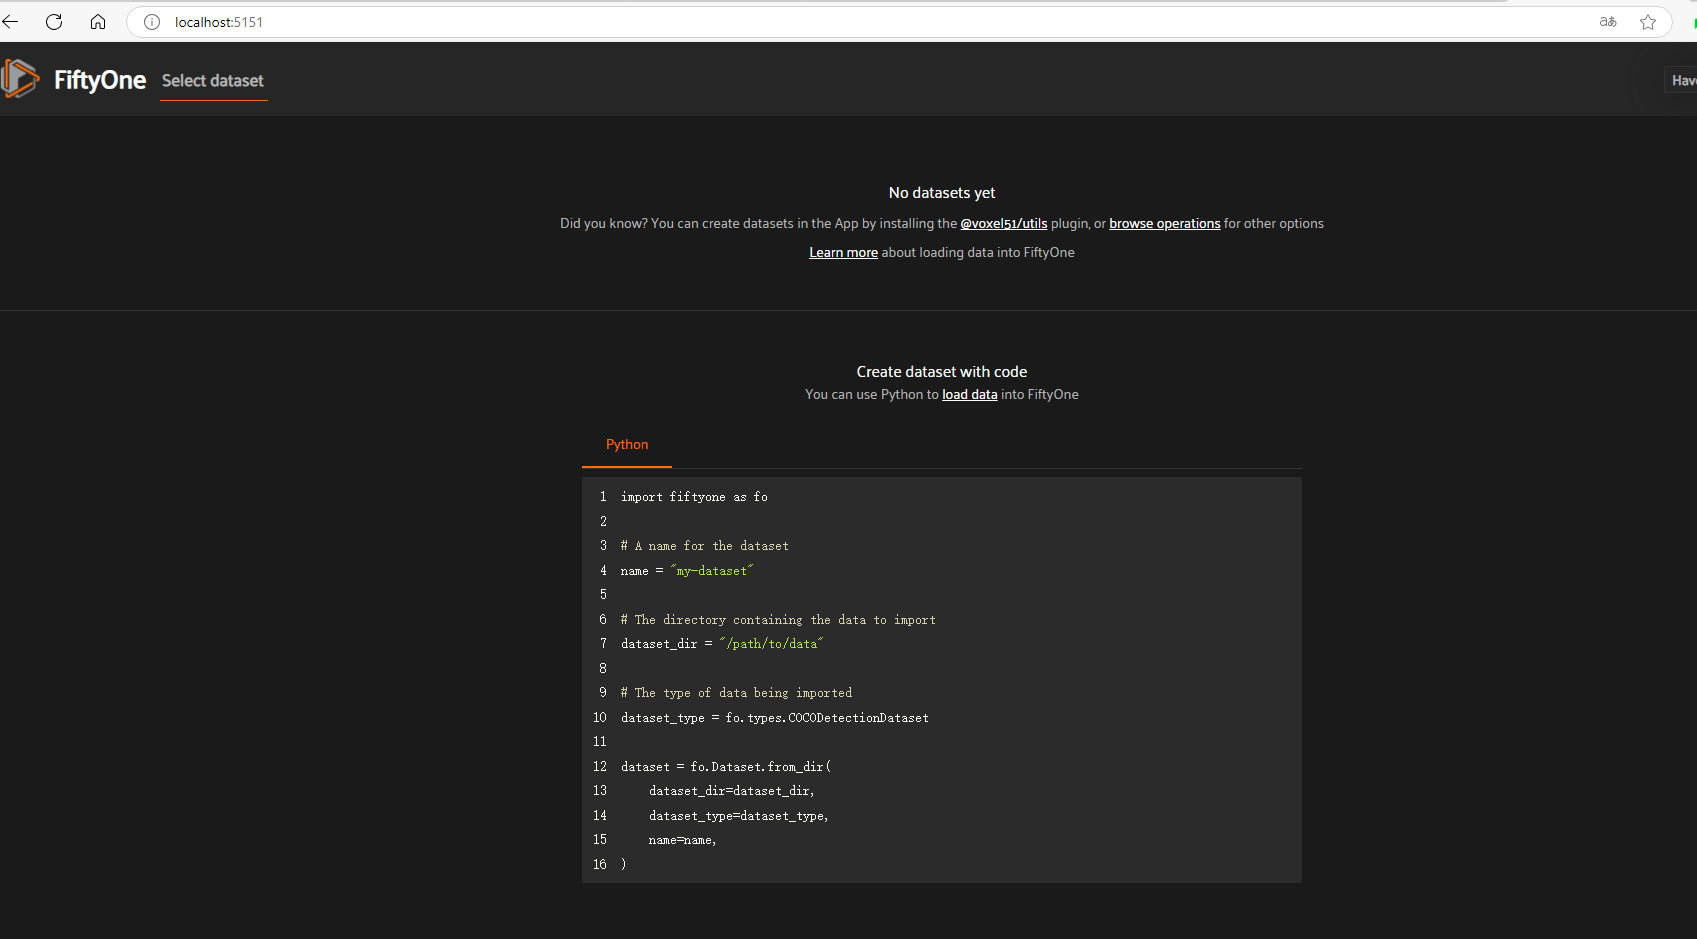 localhost:5151
aあ
FiftyOne
Select dataset
Hav
No datasets yet
Did you know? You can create datasets in the App by installing the @voxel51/utils plugin, or browse operations for other options
Learn more about loading data into FiftyOne
Create dataset with code
You can use Python to load data into FiftyOne
Python
1 import fiftyone as fo
2
3 # A name for the dataset
4 name = "my-dataset"
5
6 # The directory containing the data to import
7 dataset_dir = "/path/to/data"
8
9 # The type of data being imported
10 dataset_type = fo.types.COCODetectionDataset
11
12 dataset = fo.Dataset.from_dir(
13     dataset_dir=dataset_dir,
14     dataset_type=dataset_type,
15     name=name,
16 )